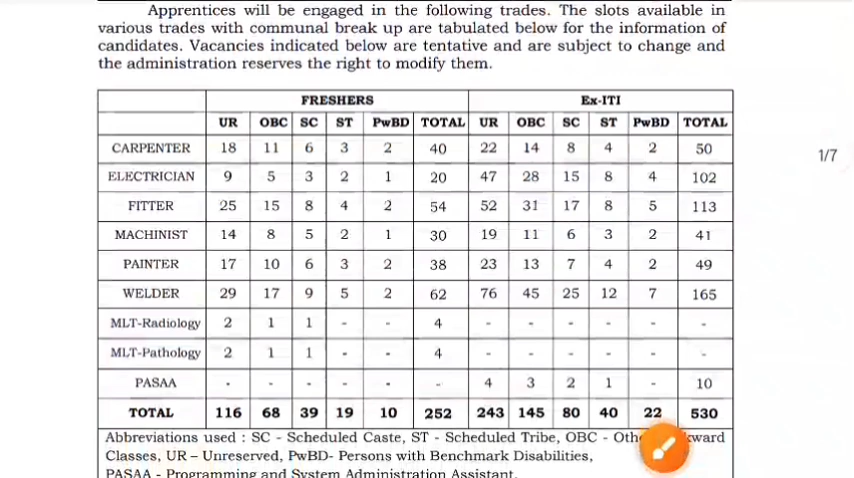 Apprentices will be engaged in the following trades. The slots available in
various trades with communal break up are tabulated below for the information of
candidates. Vacancies indicated below are tentative and are subject to change and
the administration reserves the right to modify them.
FRESHERS Ex-ITI
UR OBC SC ST PwBD TOTAL UR OBC SC ST PwBD TOTAL
CARPENTER 18 11 6 3 2 40 22 14 8 4 2 50
1/7
ELECTRICIAN 9 5 3 2 1 20 47 28 15 8 4 102
FITTER 25 15 8 4 2 54 52 31 17 8 5 113
MACHINIST 14 8 5 2 1 30 19 11 6 3 2 41
PAINTER 17 10 6 3 2 38 23 13 7 4 2 49
WELDER 29 17 9 5 2 62 76 45 25 12 7 165
MLT-Radiology 2 1 1 - - 4 - - - - - -
MLT-Pathology 2 1 1 - - 4 - - - - - -
PASAA - - - - - - 4 3 2 1 - 10
TOTAL 116 68 39 19 10 252 243 145 80 40 22 530
Abbreviations used : SC - Scheduled Caste, ST - Scheduled Tribe, OBC -
Classes, UR – Unreserved, PwBD- Persons with Benchmark Disabilities,
PASAA - Programming and System Administration Assistant.